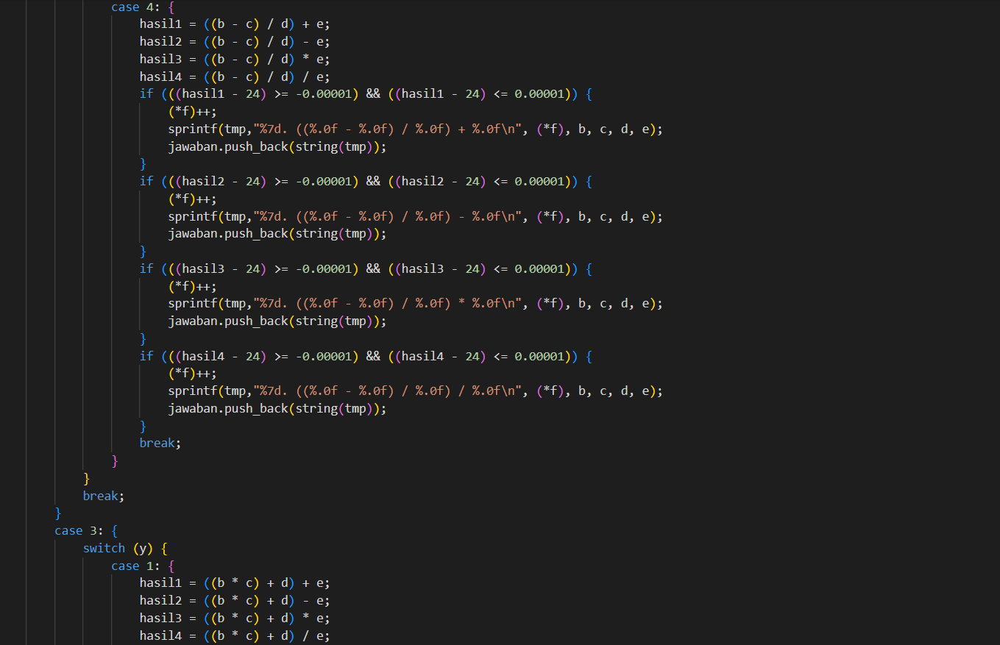 case 4: {
hasil1 = ((b - c) / d) + e;
hasil2 = ((b - c) / d) - e;
hasil3 = ((b - c) / d) * e;
hasil4 = ((b - c) / d) / e;
if (((hasil1 - 24) >= -0.00001) && ((hasil1 - 24) <= 0.00001)) {
(*f)++;
sprintf(tmp,"%7d. ((%.0f - %.0f) / %.0f) + %.0f\n", (*f), b, c, d, e);
jawaban.push_back(string(tmp));
}
if (((hasil2 - 24) >= -0.00001) && ((hasil2 - 24) <= 0.00001)) {
(*f)++;
sprintf(tmp,"%7d. ((%.0f - %.0f) / %.0f) - %.0f\n", (*f), b, c, d, e);
jawaban.push_back(string(tmp));
}
if (((hasil3 - 24) >= -0.00001) && ((hasil3 - 24) <= 0.00001)) {
(*f)++;
sprintf(tmp,"%7d. ((%.0f - %.0f) / %.0f) * %.0f\n", (*f), b, c, d, e);
jawaban.push_back(string(tmp));
}
if (((hasil4 - 24) >= -0.00001) && ((hasil4 - 24) <= 0.00001)) {
(*f)++;
sprintf(tmp,"%7d. ((%.0f - %.0f) / %.0f) / %.0f\n", (*f), b, c, d, e);
jawaban.push_back(string(tmp));
}
break;
}
}
break;
}
case 3: {
switch (y) {
case 1: {
hasil1 = ((b * c) + d) + e;
hasil2 = ((b * c) + d) - e;
hasil3 = ((b * c) + d) * e;
hasil4 = ((b * c) + d) / e;